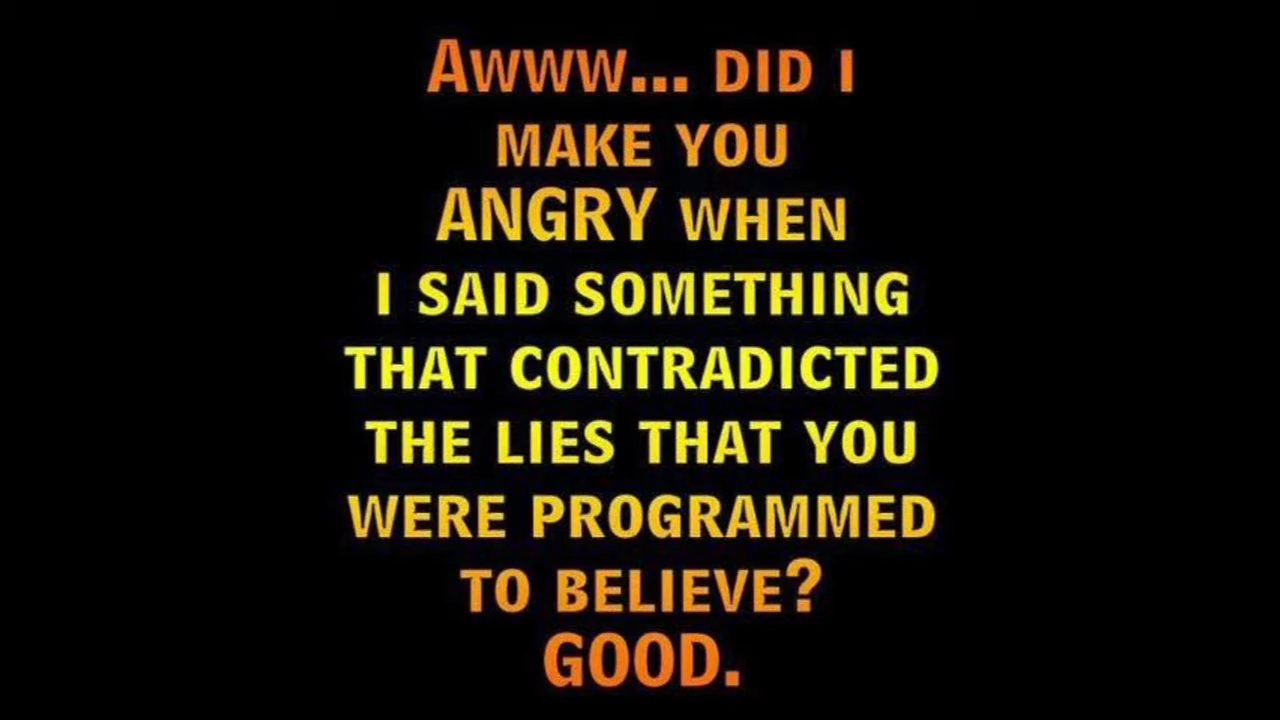 Awww... DID I
MAKE YOU
ANGRY WHEN
I SAID SOMETHING
THAT CONTRADICTED
THE LIES THAT YOU
WERE PROGRAMMED
TO BELIEVE?
GOOD.